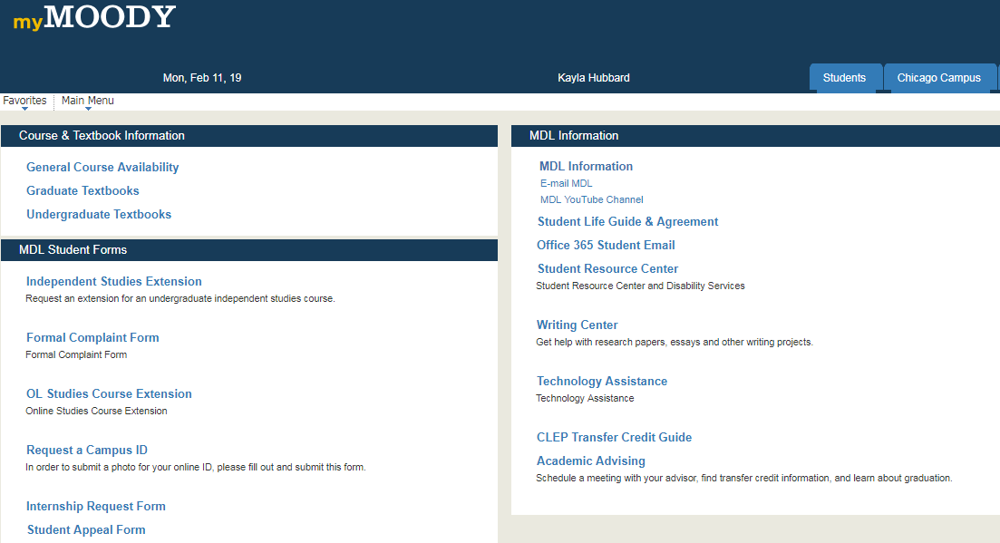 myMOODY
Mon, Feb 11, 19
Kayla Hubbard
Students
Chicago Campus
Favorites
Main Menu
Course & Textbook Information
General Course Availability
Graduate Textbooks
Undergraduate Textbooks
MDL Student Forms
Independent Studies Extension
Request an extension for an undergraduate independent studies course.
Formal Complaint Form
Formal Complaint Form
OL Studies Course Extension
Online Studies Course Extension
Request a Campus ID
In order to submit a photo for your online ID, please fill out and submit this form.
Internship Request Form
Student Appeal Form
MDL Information
MDL Information
E-mail MDL
MDL YouTube Channel
Student Life Guide & Agreement
Office 365 Student Email
Student Resource Center
Student Resource Center and Disability Services
Writing Center
Get help with research papers, essays and other writing projects.
Technology Assistance
Technology Assistance
CLEP Transfer Credit Guide
Academic Advising
Schedule a meeting with your advisor, find transfer credit information, and learn about graduation.